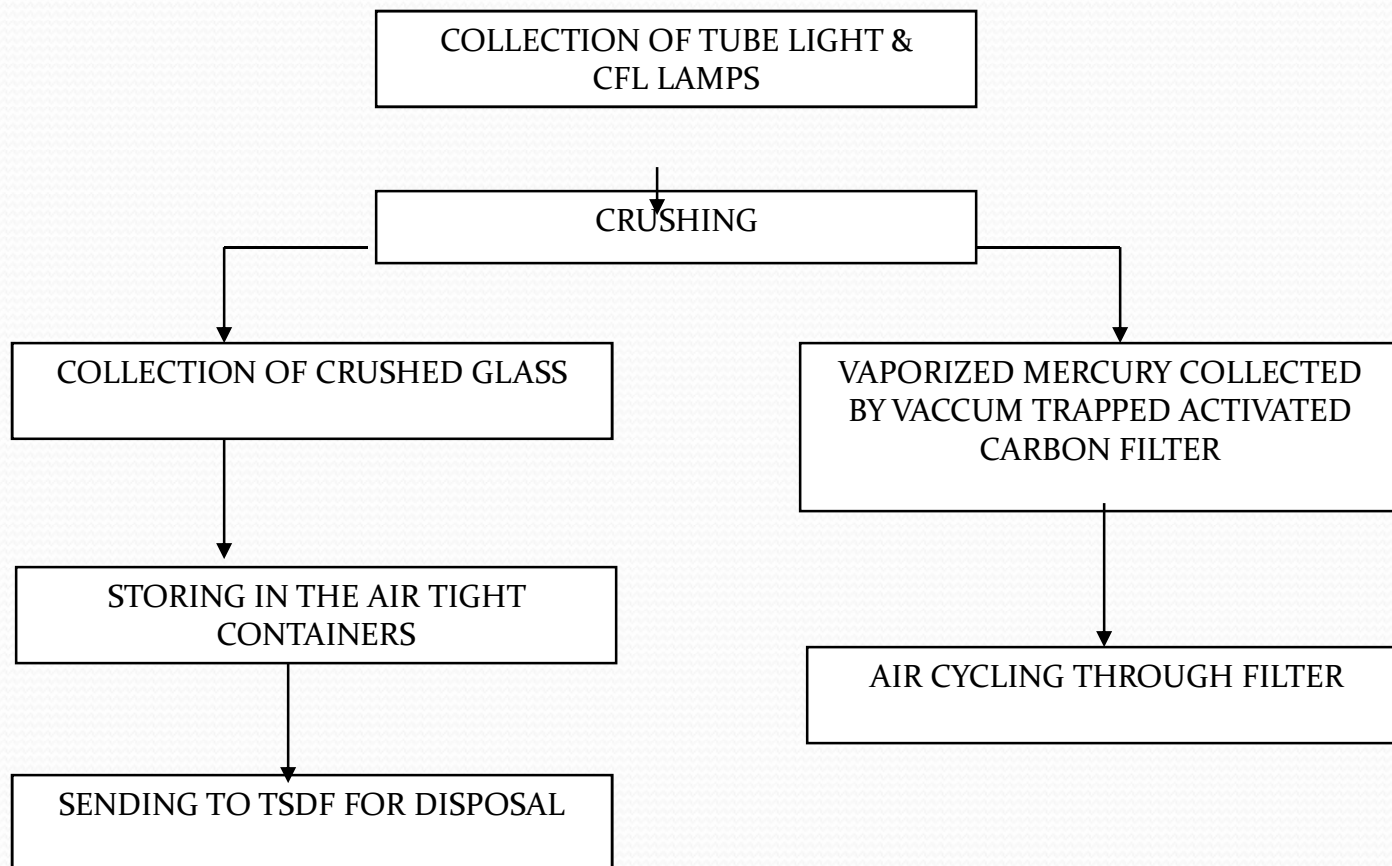 COLLECTION OF TUBE LIGHT &
CFL LAMPS
CRUSHING
COLLECTION OF CRUSHED GLASS
VAPORIZED MERCURY COLLECTED
BY VACCUM TRAPPED ACTIVATED
CARBON FILTER
STORING IN THE AIR TIGHT
CONTAINERS
AIR CYCLING THROUGH FILTER
SENDING TO TSDF FOR DISPOSAL